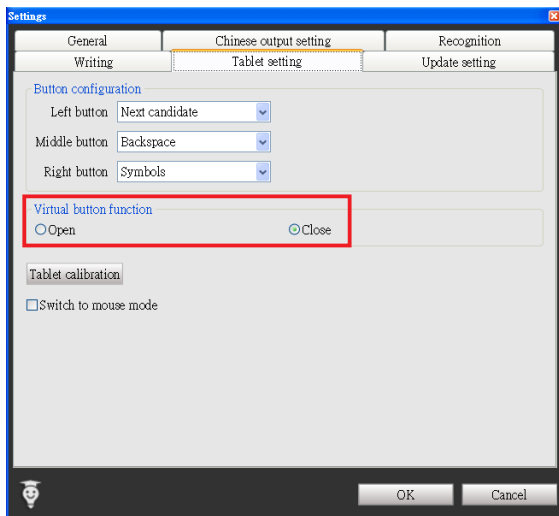 Settings
General Chinese output setting Recognition
Writing Tablet setting Update setting
Button configuration
Left button Next candidate
Middle button Backspace
Right button Symbols
Virtual button function
Open Close
Tablet calibration
Switch to mouse mode
OK Cancel